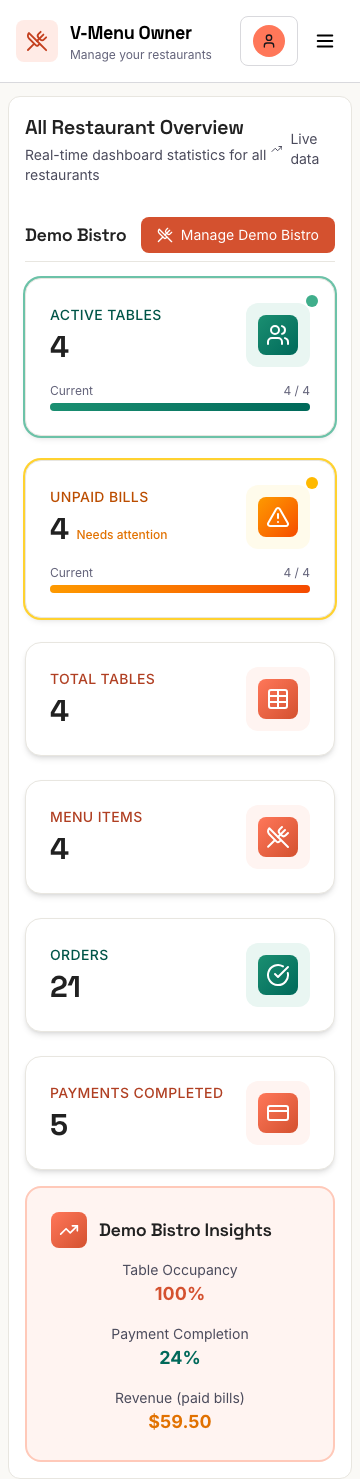 V-Menu Owner
Manage your restaurants
All Restaurant Overview
Real-time dashboard statistics for all restaurants
Live data
Demo Bistro
Manage Demo Bistro
ACTIVE TABLES
4
Current
4 / 4
UNPAID BILLS
4 Needs attention
Current
4 / 4
TOTAL TABLES
4
MENU ITEMS
4
ORDERS
21
PAYMENTS COMPLETED
5
Demo Bistro Insights
Table Occupancy
100%
Payment Completion
24%
Revenue (paid bills)
$59.50